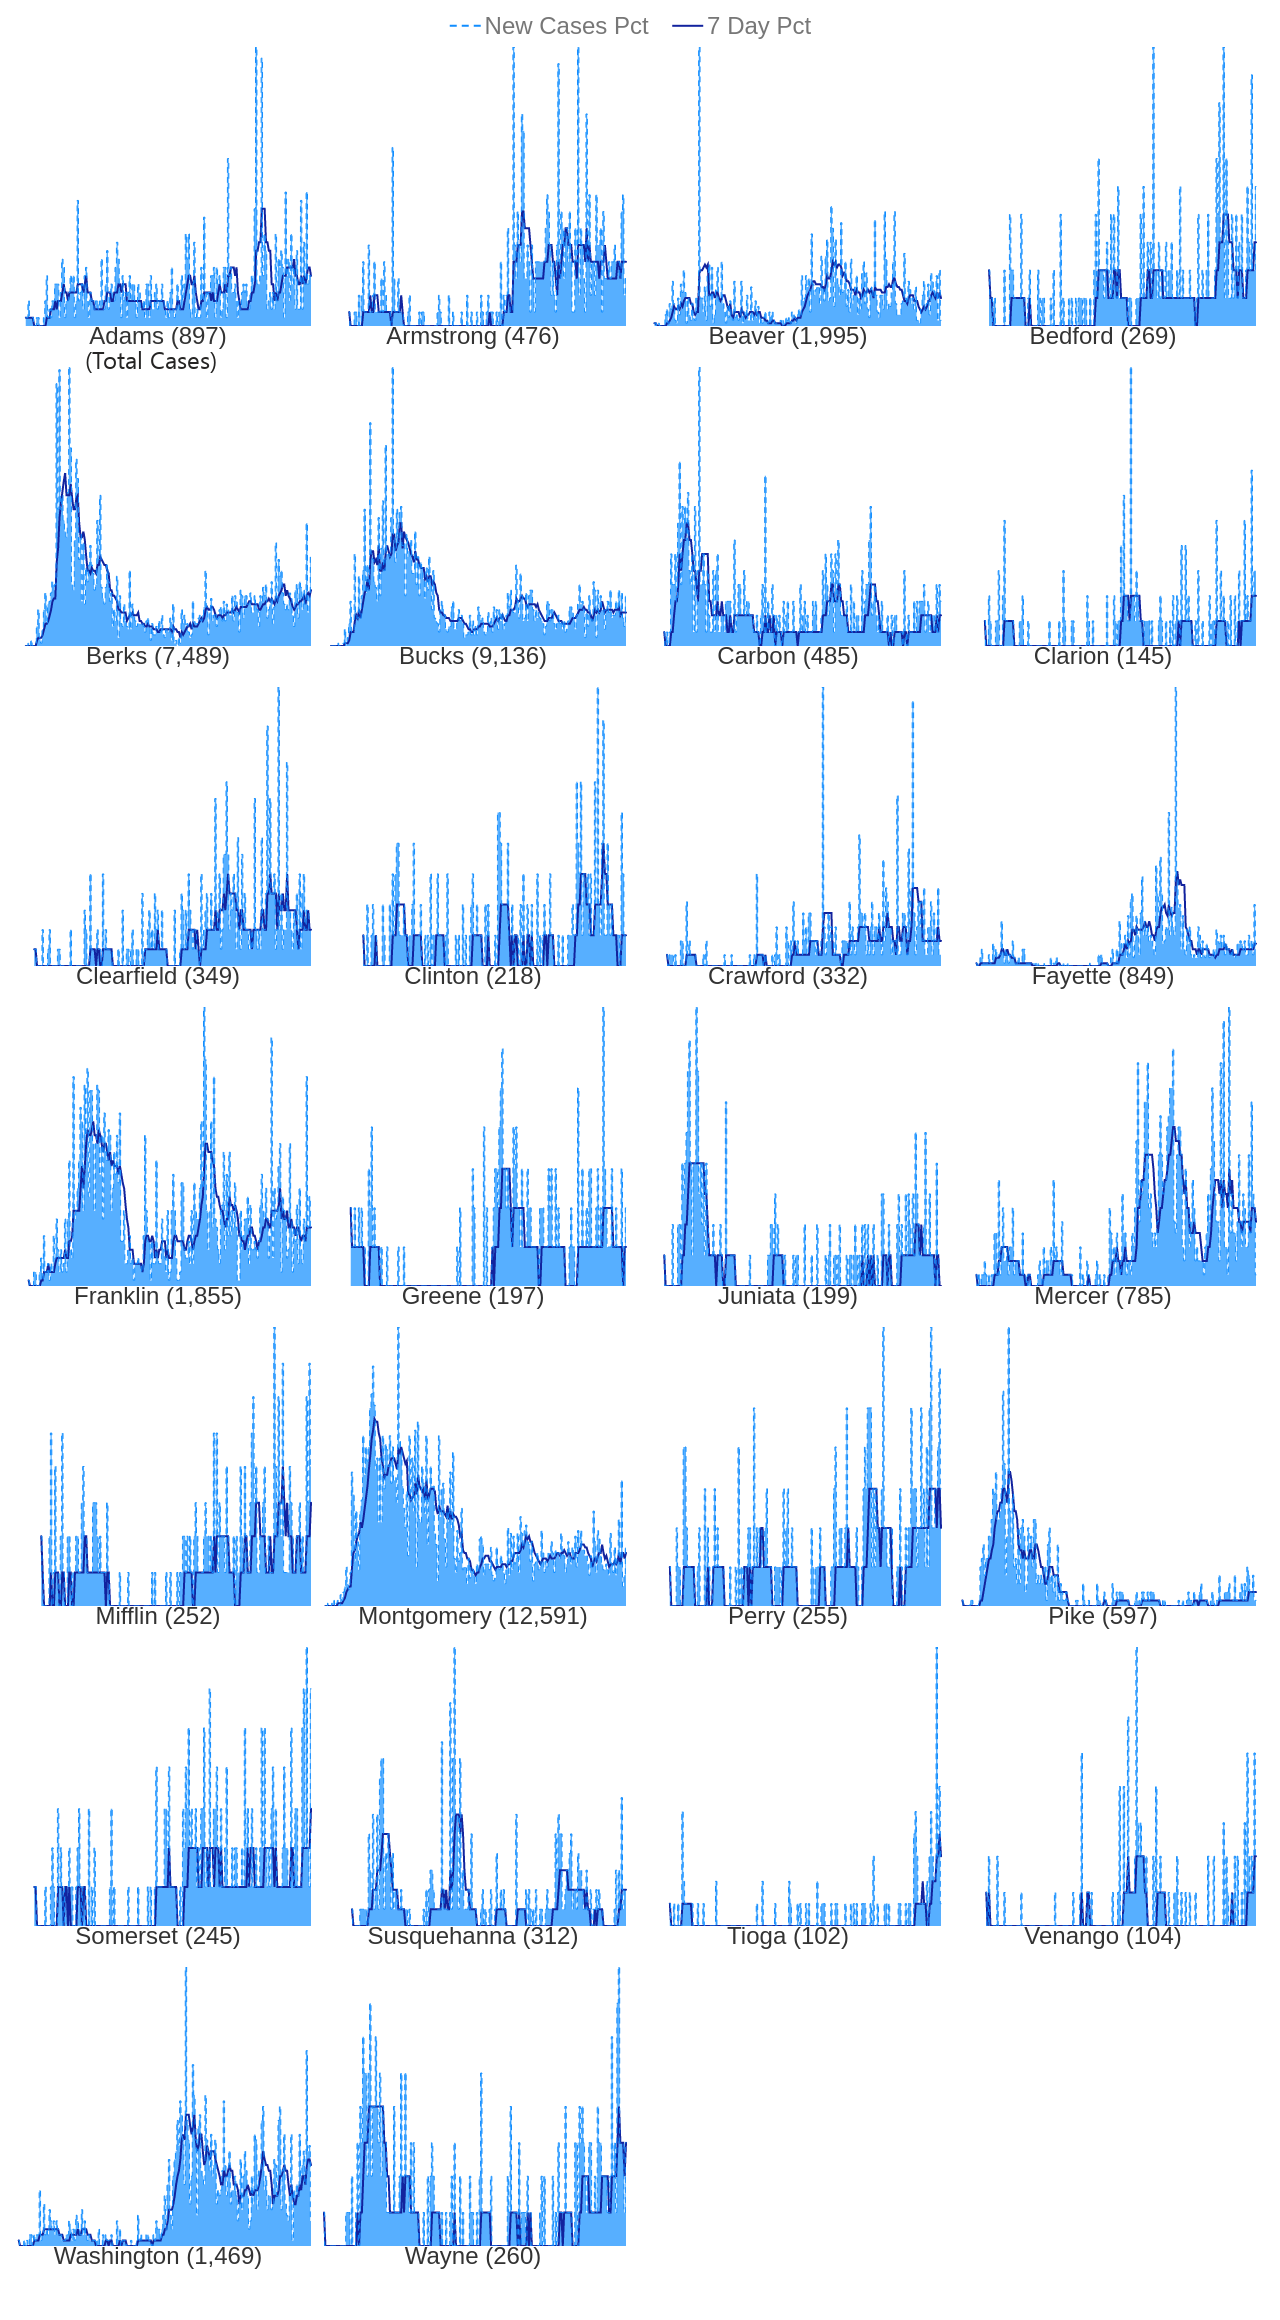 New Cases Pct 7 Day Pct
Adams (897) Armstrong (476) Beaver (1,995) Bedford (269)
(Total Cases)
Berks (7,489) Bucks (9,136) Carbon (485) Clarion (145)
Clearfield (349) Clinton (218) Crawford (332) Fayette (849)
Franklin (1,855) Greene (197) Juniata (199) Mercer (785)
Mifflin (252) Montgomery (12,591) Perry (255) Pike (597)
Somerset (245) Susquehanna (312) Tioga (102) Venango (104)
Washington (1,469) Wayne (260)